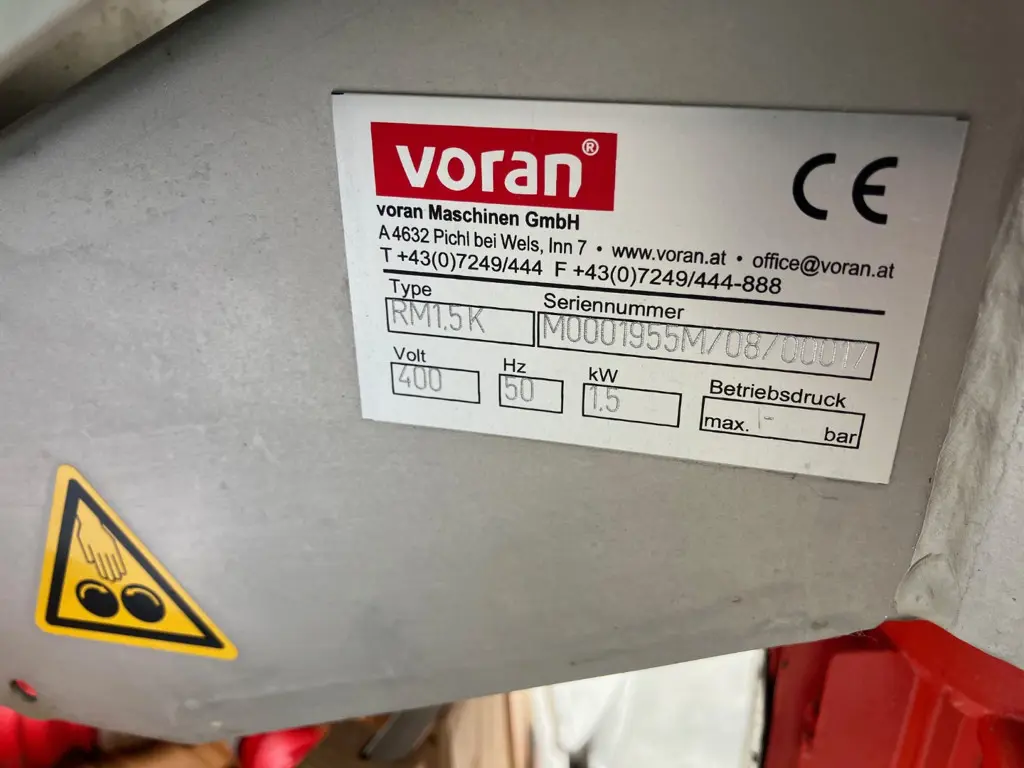 voran®
CE
voran Maschinen GmbH
A 4632 Pichl bei Wels, Inn 7 • www.voran.at • office@voran.at
T +43(0)7249/444 F +43(0)7249/444-888
Type Seriennummer
RM1.5K M0001955M/08/00017
Volt Hz kW Betriebsdruck
400 50 1.5 max. - bar